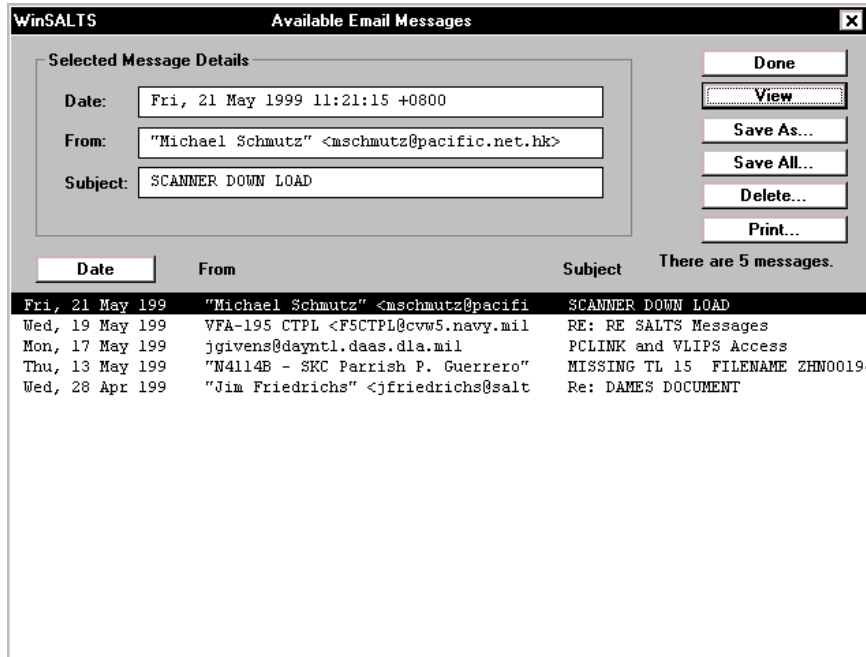 WinSALTS Available Email Messages
Selected Message Details
Date: Fri, 21 May 1999 11:21:15 +0800
From: "Michael Schmutz" <mschmutz@pacific.net.hk>
Subject: SCANNER DOWN LOAD
Done
View
Save As...
Save All...
Delete...
Print...
There are 5 messages.
Date From Subject
Fri, 21 May 199 "Michael Schmutz" <mschmutz@pacifi SCANNER DOWN LOAD
Wed, 19 May 199 VFA-195 CTPL <F5CTPL@cvw5.navy.mil RE: RE SALTS Messages
Mon, 17 May 199 jgivens@dayntl.daas.dla.mil PCLINK and VLIPS Access
Thu, 13 May 199 "N4114B - SKC Parrish P. Guerrero" MISSING TL 15 FILENAME ZHN0019
Wed, 28 Apr 199 "Jim Friedrichs" <jfriedrichs@salt Re: DAMES DOCUMENT